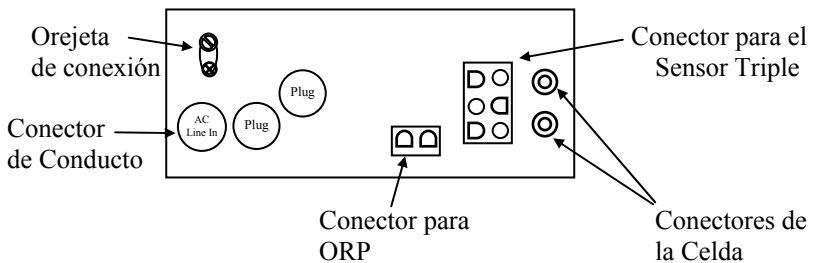 Orejeta
de conexión
Conector para el
Sensor Triple
Plug
AC
Line In
Plug
Conector
de Conducto
Conector para
ORP
Conectores de
la Celda